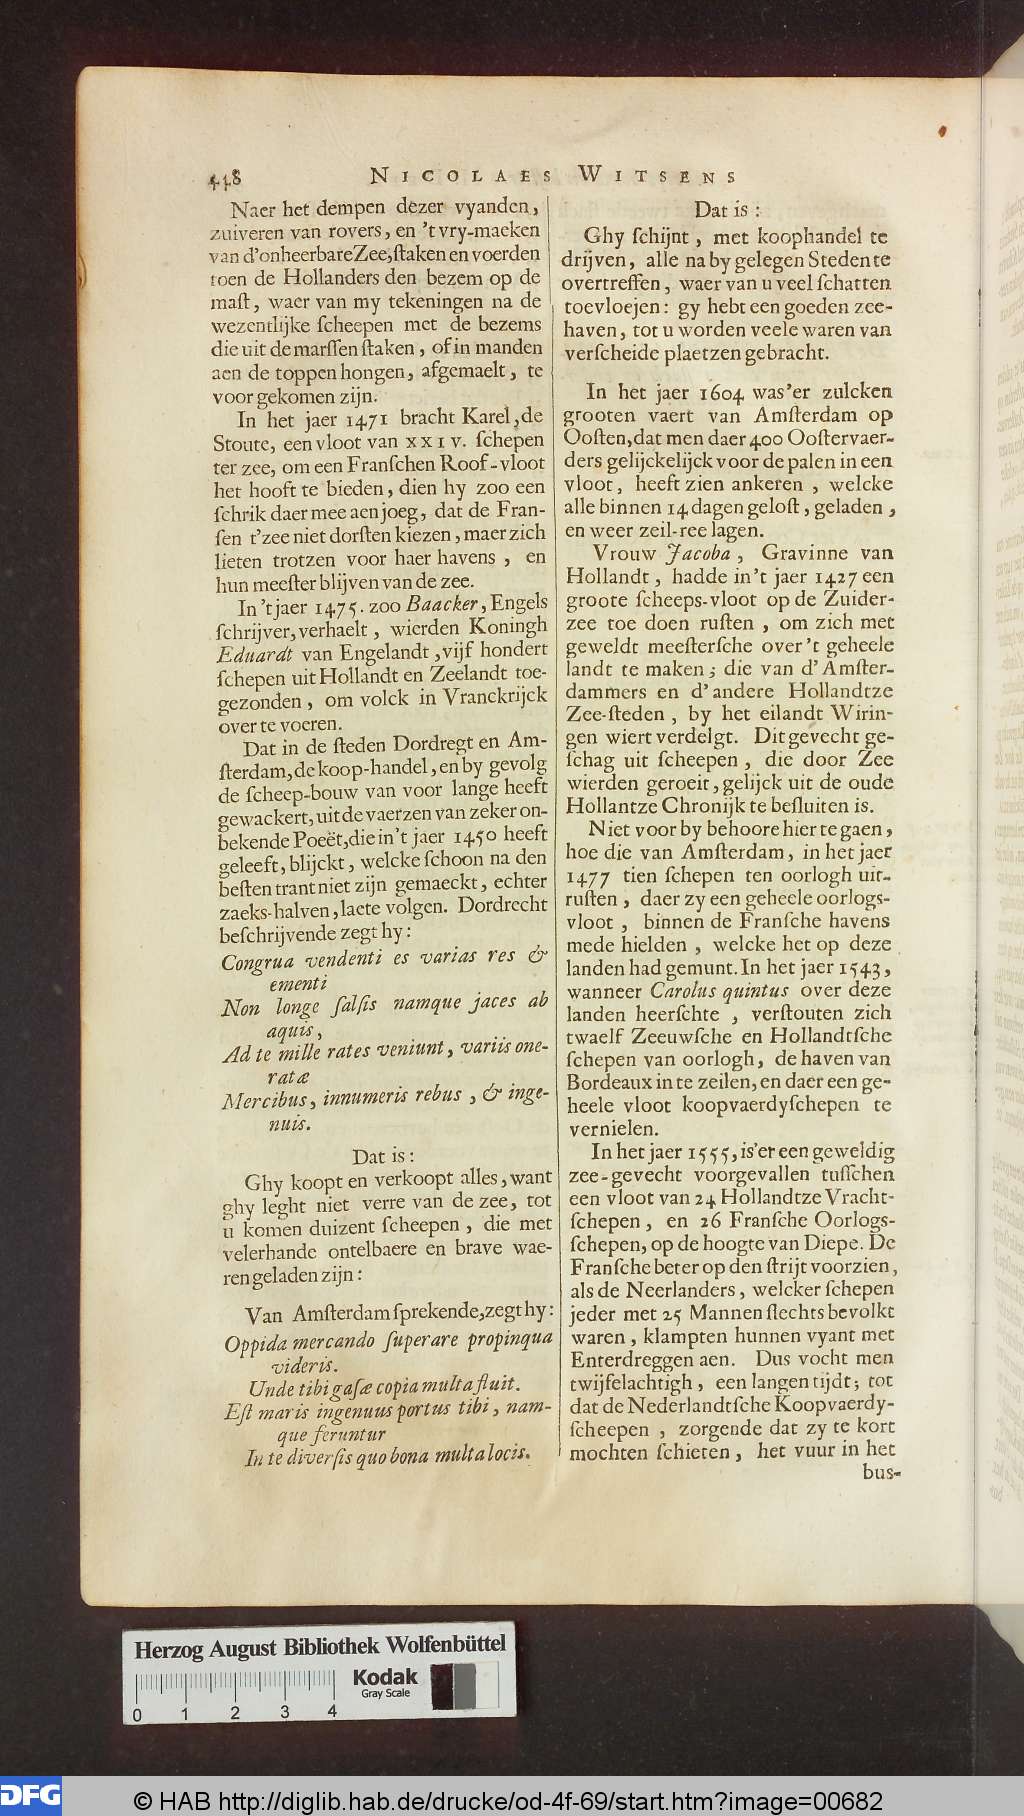 448 NICOLAES WITSENS
Naer het dempen dezer vyanden,
zuiveren van rovers, en 't vry-maeken
van d'onheerbare Zee, ſtaken en voerden
toen de Hollanders den bezem op de
maſt, waer van my tekeningen na de
wezentlijke ſcheepen met de bezems
die uit de marſſen ſtaken, of in manden
aen de toppen hongen, afgemaelt, te
voor gekomen zijn.
In het jaer 1471 bracht Karel, de
Stoute, een vloot van XXIV. ſchepen
ter zee, om een Franſchen Roof-vloot
het hooft te bieden, dien hy zoo een
ſchrik daer mee aen joeg, dat de Fran-
ſen t'zee niet dorſten kiezen, maer zich
lieten trotzen voor haer havens, en
hun meeſter blijven van de zee.
In 't jaer 1475. zoo Baacker, Engels
ſchrijver, verhaelt, wierden Koningh
Eduardt van Engelandt, vijf hondert
ſchepen uit Hollandt en Zeelandt toe-
gezonden, om volck in Vranckrijck
over te voeren.
Dat in de ſteden Dordregt en Am-
ſterdam, de koop-handel, en by gevolg
de ſcheep-bouw van voor lange heeft
gewackert, uit de vaerzen van zeker on-
bekende Poeët, die in't jaer 1450 heeft
geleeft, blijckt, welcke ſchoon na den
beſten trant niet zijn gemaeckt, echter
zaeks-halven, laete volgen. Dordrecht
beſchrijvende zegt hy:
Congrua vendenti es varias res &
ementi
Non longe ſalſis namque jaces ab
aquis,
Ad te mille rates veniunt, variis one-
ratæ
Mercibus, innumeris rebus, & inge-
nuis.
Dat is:
Ghy koopt en verkoopt alles, want
ghy leght niet verre van de zee, tot
u komen duizent ſcheepen, die met
velerhande ontelbaere en brave wae-
ren geladen zijn:
Van Amſterdam ſprekende, zegt hy:
Oppida mercando ſuperare propinqua
videris.
Unde tibi gaſæ copia multa fluit.
Eſt maris ingenuus portus tibi, nam-
que feruntur
In te diverſis quo bona multa locis.
Dat is:
Ghy ſchijnt, met koophandel te
drijven, alle na by gelegen Steden te
overtreffen, waer van u veel ſchatten
toevloejen: gy hebt een goeden zee-
haven, tot u worden veele waren van
verſcheide plaetzen gebracht.
In het jaer 1604 was'er zulcken
grooten vaert van Amſterdam op
Ooſten, dat men daer 400 Ooſtervaer-
ders gelijckelijck voor de palen in een
vloot, heeft zien ankeren, welcke
alle binnen 14 dagen geloſt, geladen,
en weer zeil-ree lagen.
Vrouw Jacoba, Gravinne van
Hollandt, hadde in't jaer 1427 een
groote ſcheeps-vloot op de Zuider-
zee toe doen ruſten, om zich met
geweldt meeſterſche over't geheele
landt te maken; die van d'Amſter-
dammers en d'andere Hollandtze
Zee-ſteden, by het eilandt Wirin-
gen wiert verdelgt. Dit gevecht ge-
ſchag uit ſcheepen, die door Zee
wierden geroeit, gelijck uit de oude
Hollantze Chronijk te beſluiten is.
Niet voor by behoore hier te gaen,
hoe die van Amſterdam, in het jaer
1477 tien ſchepen ten oorlogh uit-
ruſten, daer zy een geheele oorlogs-
vloot, binnen de Franſche havens
mede hielden, welcke het op deze
landen had gemunt. In het jaer 1543,
wanneer Carolus quintus over deze
landen heerſchte, verſtouten zich
twaelf Zeeuwſche en Hollandtſche
ſchepen van oorlogh, de haven van
Bordeaux in te zeilen, en daer een ge-
heele vloot koopvaerdyſchepen te
vernielen.
In het jaer 1555, is'er een geweldig
zee-gevecht voorgevallen tuſſchen
een vloot van 24 Hollandtze Vracht-
ſchepen, en 26 Franſche Oorlogs-
ſchepen, op de hoogte van Diepe. De
Franſche beter op den ſtrijt voorzien,
als de Neerlanders, welcker ſchepen
jeder met 25 Mannen ſlechts bevolkt
waren, klampten hunnen vyant met
Enterdreggen aen. Dus vocht men
twijfelachtigh, een langen tijdt; tot
dat de Nederlandtſche Koopvaerdy-
ſcheepen, zorgende dat zy te kort
mochten ſchieten, het vuur in het
bus-
Herzog August Bibliothek Wolfenbüttel
Kodak
Gray Scale
0 1 2 3 4
DFG © HAB http://diglib.hab.de/drucke/od-4f-69/start.htm?image=00682